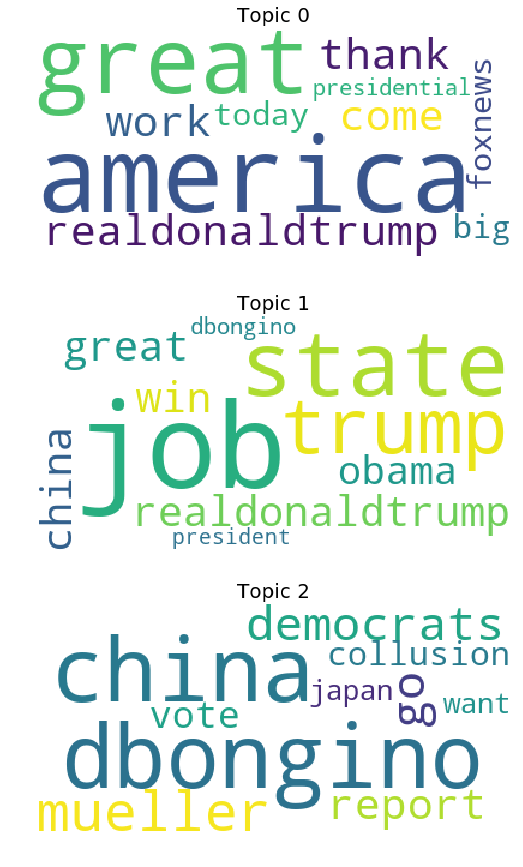 Topic 0
great
thank
presidential
foxnews
work
today
come
america
realdonaldtrump
big
Topic 1
dbongino
great
state
win
trump
job
china
obama
realdonaldtrump
president
Topic 2
democrats
china
collusion
japan
go
want
vote
dbongino
mueller
report